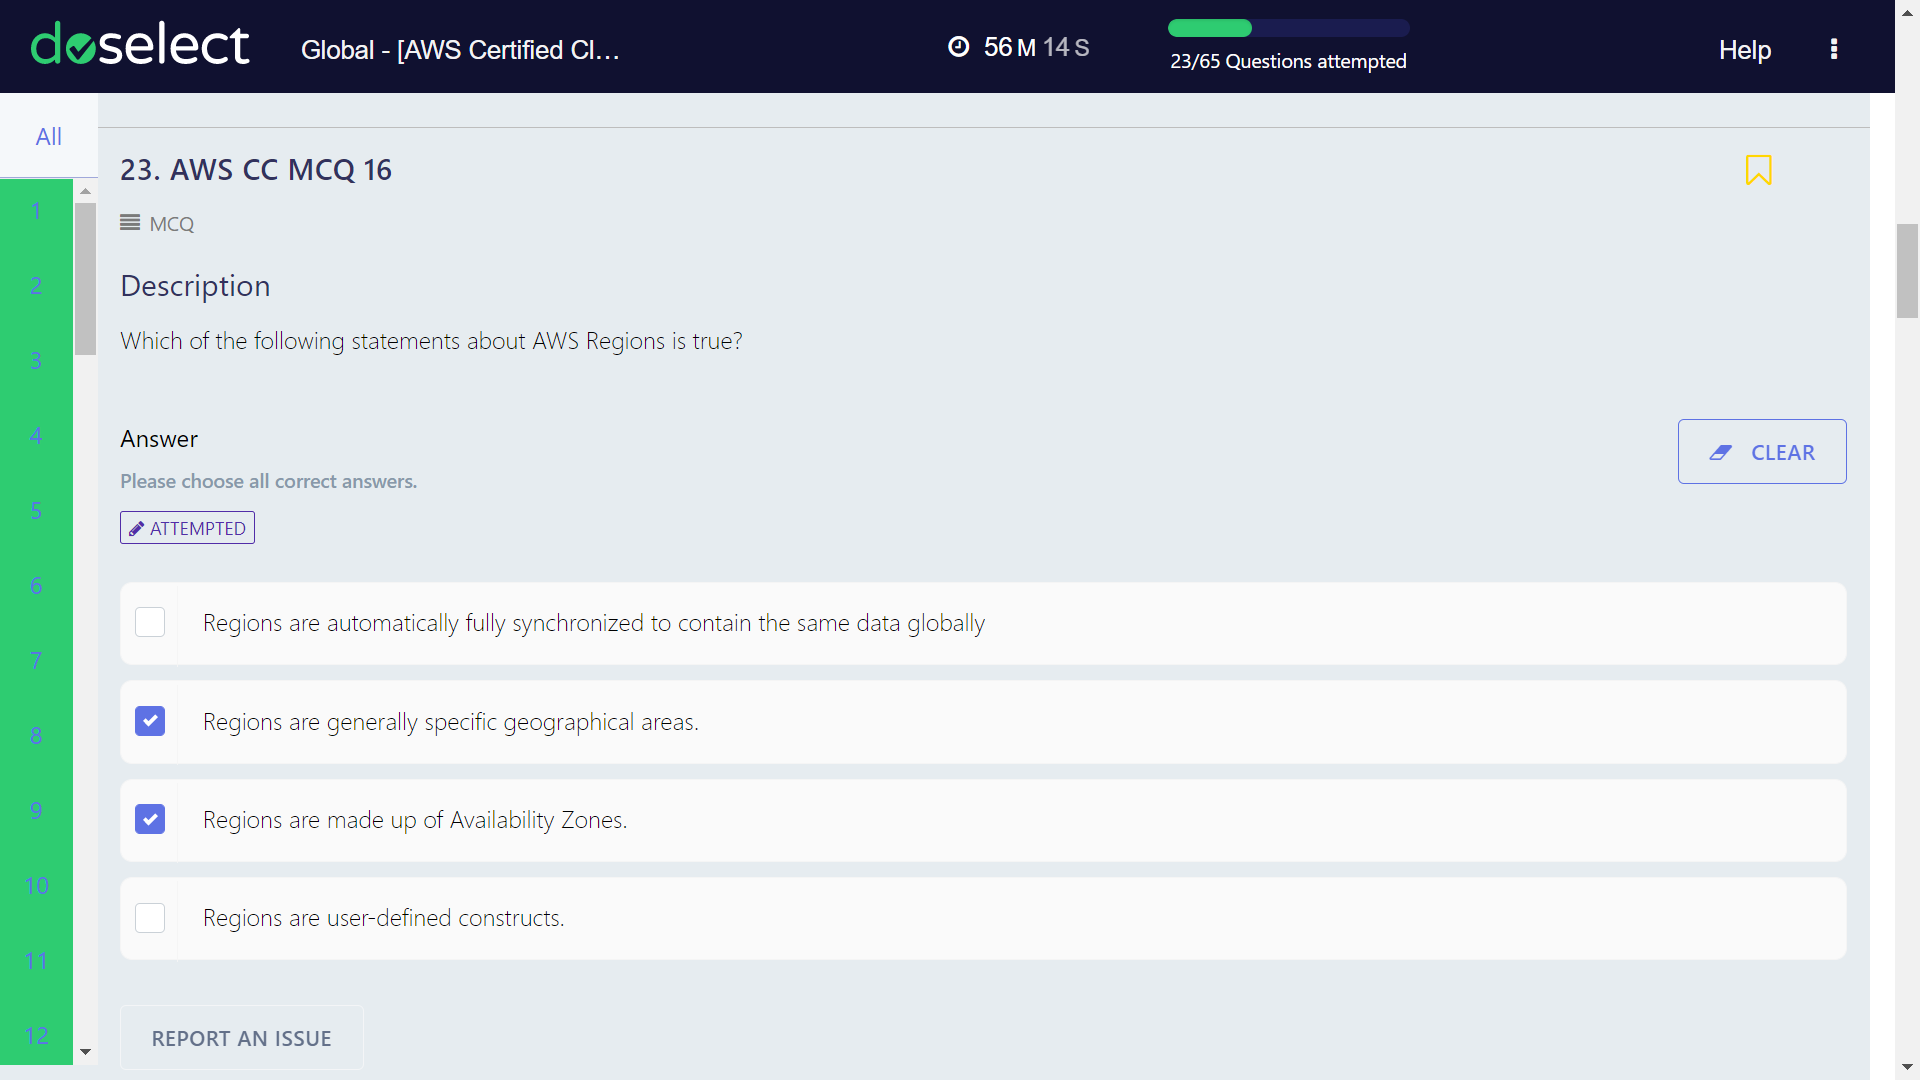 doselect
Global - [AWS Certified Cl...
56 M 14 S
23/65 Questions attempted
Help
All
1
2
3
4
5
6
7
8
9
10
11
12
23. AWS CC MCQ 16
MCQ
Description
Which of the following statements about AWS Regions is true?
Answer
Please choose all correct answers.
CLEAR
ATTEMPTED
Regions are automatically fully synchronized to contain the same data globally
Regions are generally specific geographical areas.
Regions are made up of Availability Zones.
Regions are user-defined constructs.
REPORT AN ISSUE